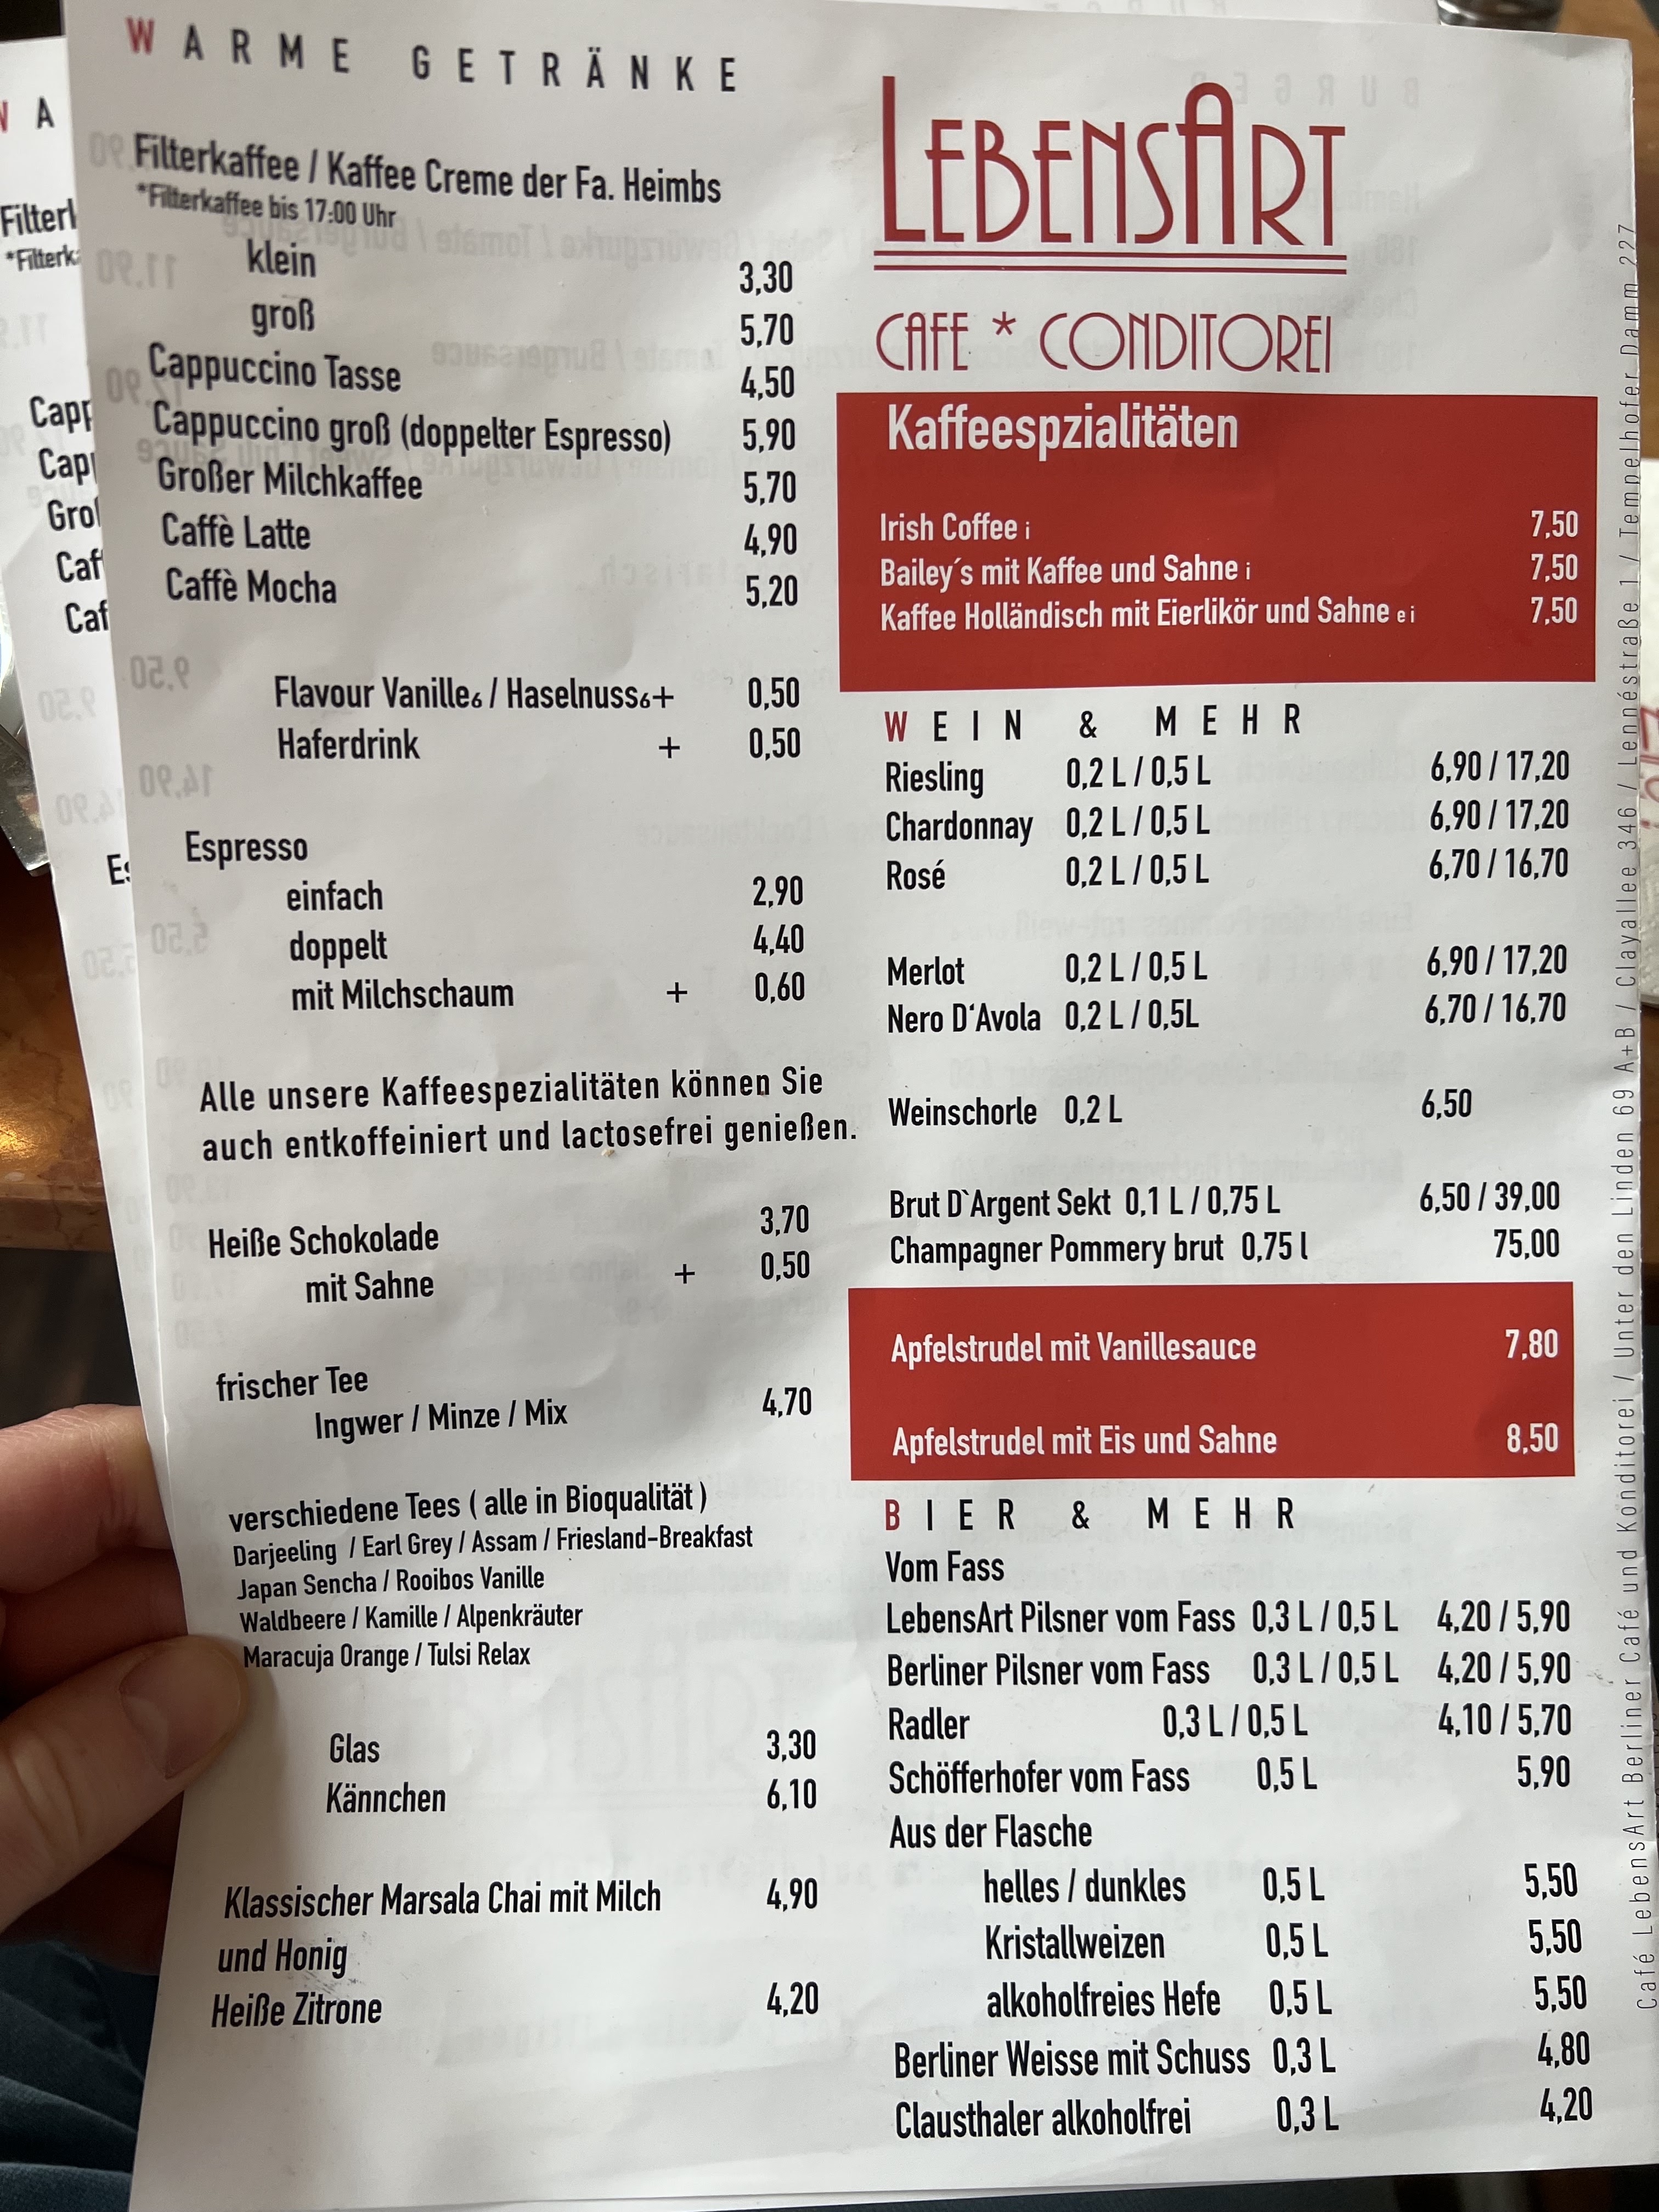 WARME GETRÄNKE
Filterkaffee / Kaffee Creme der Fa. Heimbs
*Filterkaffee bis 17:00 Uhr
klein 3,30
groß 5,70
Cappuccino Tasse 4,50
Cappuccino groß (doppelter Espresso) 5,90
Großer Milchkaffee 5,70
Caffè Latte 4,90
Caffè Mocha 5,20
Flavour Vanille6 / Haselnuss6+ 0,50
Haferdrink + 0,50
Espresso
einfach 2,90
doppelt 4,40
mit Milchschaum + 0,60
Alle unsere Kaffeespezialitäten können Sie
auch entkoffeiniert und lactosefrei genießen.
Heiße Schokolade 3,70
mit Sahne + 0,50
frischer Tee
Ingwer / Minze / Mix 4,70
verschiedene Tees ( alle in Bioqualität )
Darjeeling / Earl Grey / Assam / Friesland-Breakfast
Japan Sencha / Rooibos Vanille
Waldbeere / Kamille / Alpenkräuter
Maracuja Orange / Tulsi Relax
Glas 3,30
Kännchen 6,10
Klassischer Marsala Chai mit Milch 4,90
und Honig
Heiße Zitrone 4,20
LEBENSART
CAFE * CONDITOREI
Kaffeespzialitäten
Irish Coffee i 7,50
Bailey´s mit Kaffee und Sahne i 7,50
Kaffee Holländisch mit Eierlikör und Sahne e i 7,50
WEIN & MEHR
Riesling 0,2 L / 0,5 L 6,90 / 17,20
Chardonnay 0,2 L / 0,5 L 6,90 / 17,20
Rosé 0,2 L / 0,5 L 6,70 / 16,70
Merlot 0,2 L / 0,5 L 6,90 / 17,20
Nero D'Avola 0,2 L / 0,5L 6,70 / 16,70
Weinschorle 0,2 L 6,50
Brut D`Argent Sekt 0,1 L / 0,75 L 6,50 / 39,00
Champagner Pommery brut 0,75 l 75,00
Apfelstrudel mit Vanillesauce 7,80
Apfelstrudel mit Eis und Sahne 8,50
BIER & MEHR
Vom Fass
LebensArt Pilsner vom Fass 0,3 L / 0,5 L 4,20 / 5,90
Berliner Pilsner vom Fass 0,3 L / 0,5 L 4,20 / 5,90
Radler 0,3 L / 0,5 L 4,10 / 5,70
Schöfferhofer vom Fass 0,5 L 5,90
Aus der Flasche
helles / dunkles 0,5 L 5,50
Kristallweizen 0,5 L 5,50
alkoholfreies Hefe 0,5 L 5,50
Berliner Weisse mit Schuss 0,3 L 4,80
Clausthaler alkoholfrei 0,3 L 4,20
Café LebensArt Berliner Café und Konditorei / Unter den Linden 69 A+B / Clayallee 346 / Lennéstraße 1 / Tempelhofer Damm 227